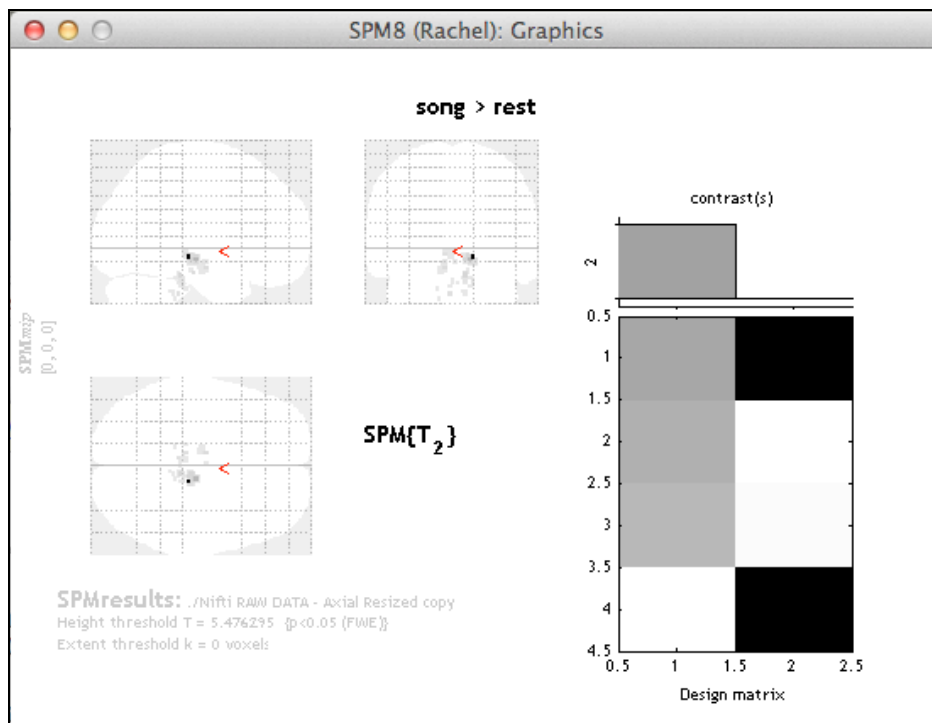 SPM8 (Rachel): Graphics
song > rest
contrast(s)
2
SPMmip
[0, 0, 0]
SPM{T2}
0.5
1
1.5
2
2.5
3
3.5
4
4.5
0.5 1 1.5 2 2.5
Design matrix
SPMresults: ./Nifti RAW DATA - Axial Resized copy
Height threshold T = 5.476295 {p<0.05 (FWE)}
Extent threshold k = 0 voxels